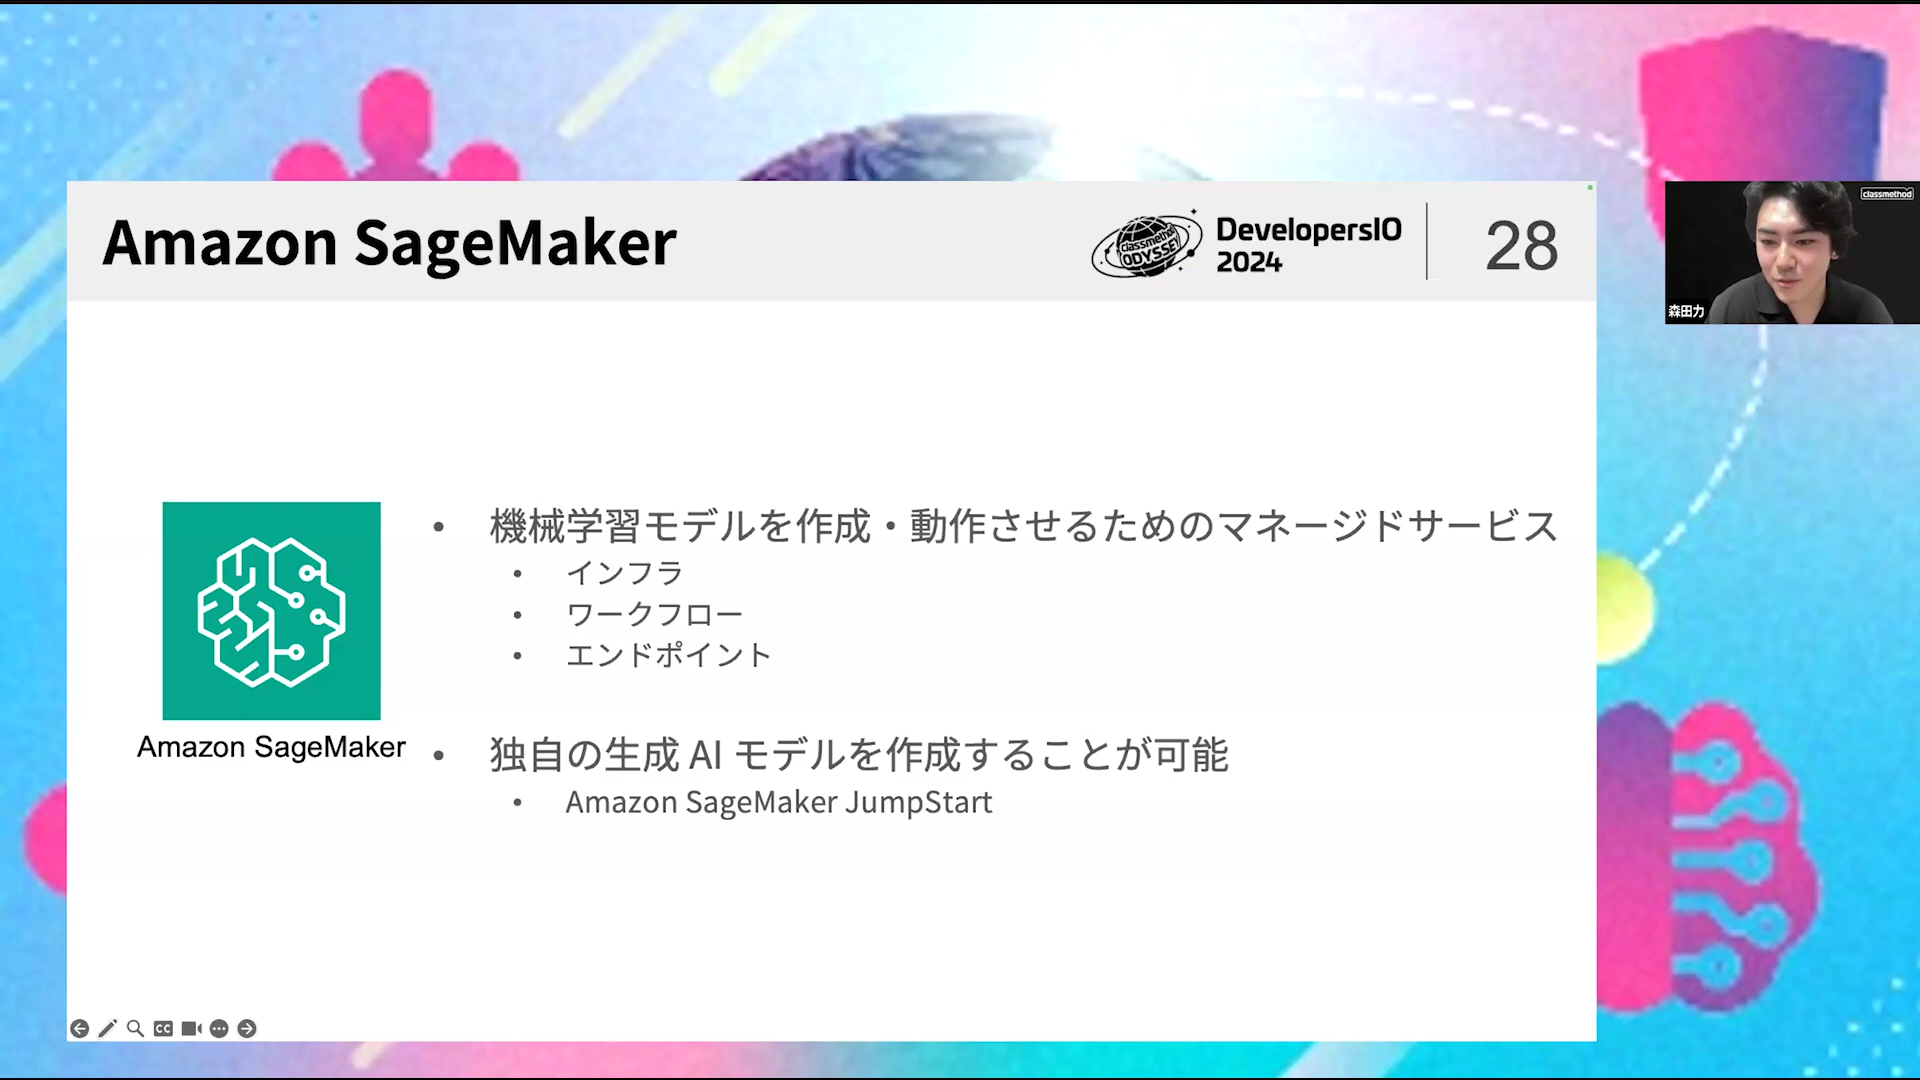 Amazon SageMaker
classmethod
ODYSSEY
DevelopersIO
2024
28
classmethod
森田力
• 機械学習モデルを作成・動作させるためのマネージドサービス
• インフラ
• ワークフロー
• エンドポイント
Amazon SageMaker
• 独自の生成 AI モデルを作成することが可能
• Amazon SageMaker JumpStart
CC